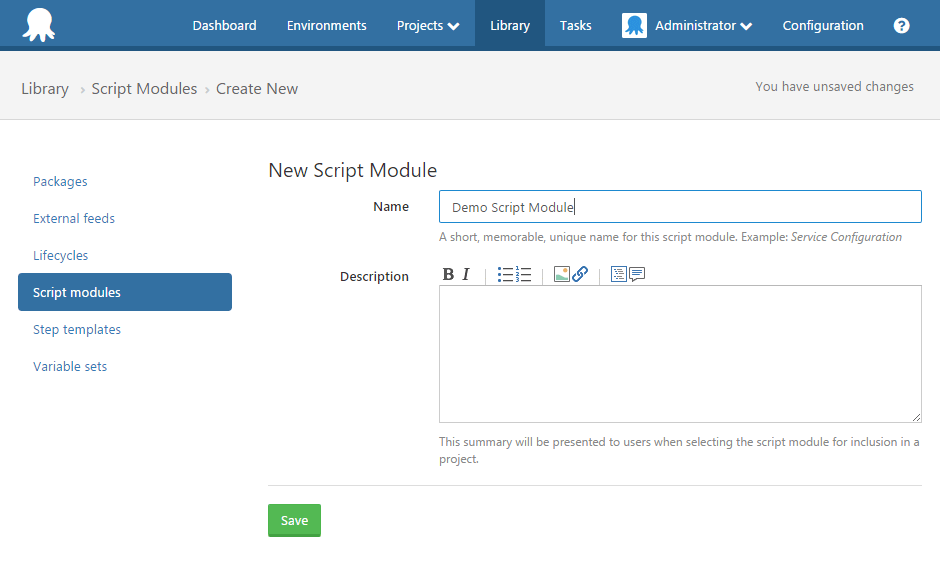 Dashboard Environments Projects Library Tasks Administrator Configuration ?
Library › Script Modules › Create New You have unsaved changes
Packages
External feeds
Lifecycles
Script modules
Step templates
Variable sets
New Script Module
Name Demo Script Module
A short, memorable, unique name for this script module. Example: Service Configuration
Description B I
This summary will be presented to users when selecting the script module for inclusion in a
project.
Save